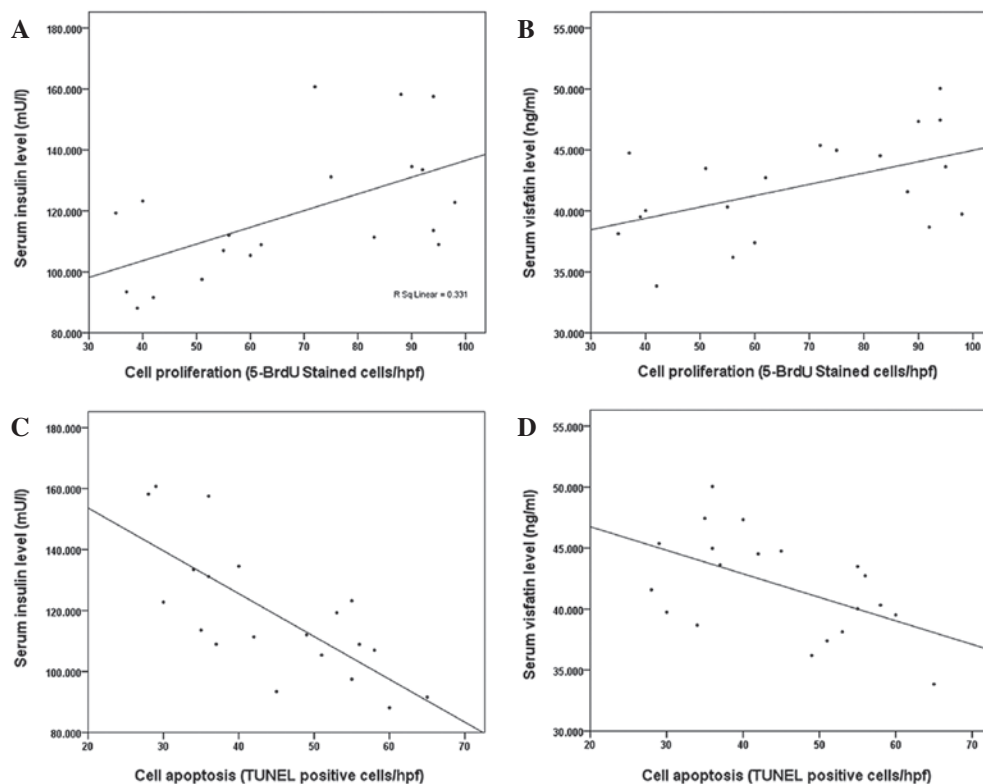 A
Serum insulin level (mU/l)
180.000
160.000
140.000
120.000
100.000
80.000
R Sq Linear = 0.331
30 40 50 60 70 80 90 100
Cell proliferation (5-BrdU Stained cells/hpf)
B
Serum visfatin level (ng/ml)
55.000
50.000
45.000
40.000
35.000
30.000
30 40 50 60 70 80 90 100
Cell proliferation (5-BrdU Stained cells/hpf)
C
Serum insulin level (mU/l)
180.000
160.000
140.000
120.000
100.000
80.000
20 30 40 50 60 70
Cell apoptosis (TUNEL positive cells/hpf)
D
Serum visfatin level (ng/ml)
55.000
50.000
45.000
40.000
35.000
30.000
20 30 40 50 60 70
Cell apoptosis (TUNEL positive cells/hpf)